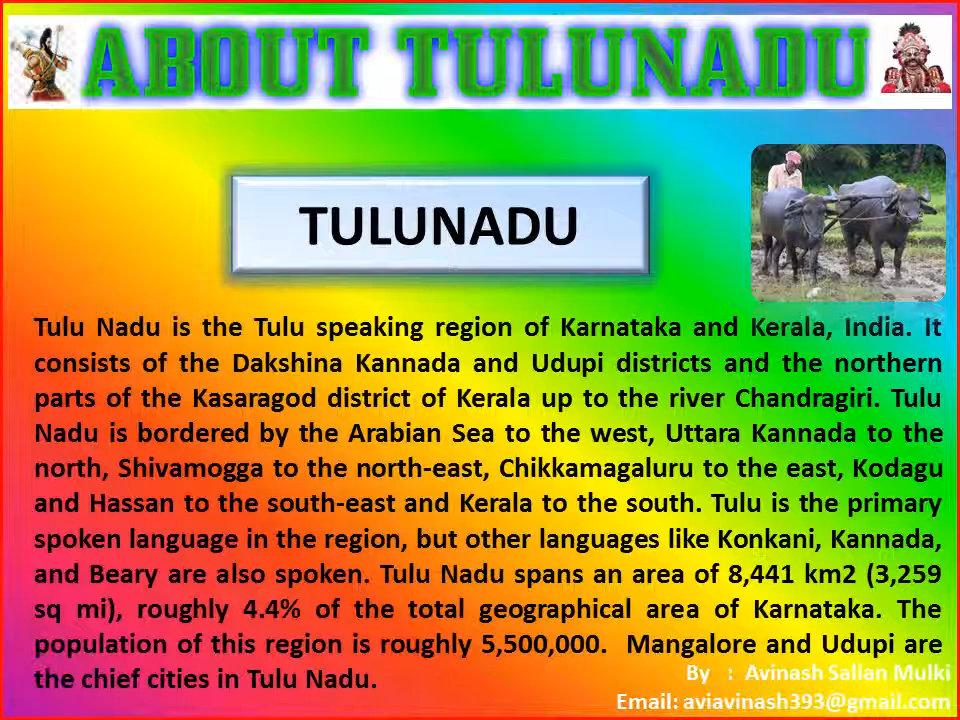 ABOUT TULUNADU
TULUNADU
Tulu Nadu is the Tulu speaking region of Karnataka and Kerala, India. It
consists of the Dakshina Kannada and Udupi districts and the northern
parts of the Kasaragod district of Kerala up to the river Chandragiri. Tulu
Nadu is bordered by the Arabian Sea to the west, Uttara Kannada to the
north, Shivamogga to the north-east, Chikkamagaluru to the east, Kodagu
and Hassan to the south-east and Kerala to the south. Tulu is the primary
spoken language in the region, but other languages like Konkani, Kannada,
and Beary are also spoken. Tulu Nadu spans an area of 8,441 km2 (3,259
sq mi), roughly 4.4% of the total geographical area of Karnataka. The
population of this region is roughly 5,500,000. Mangalore and Udupi are
the chief cities in Tulu Nadu.
By : Avinash Sallan Mulki
Email: aviavinash393@gmail.com